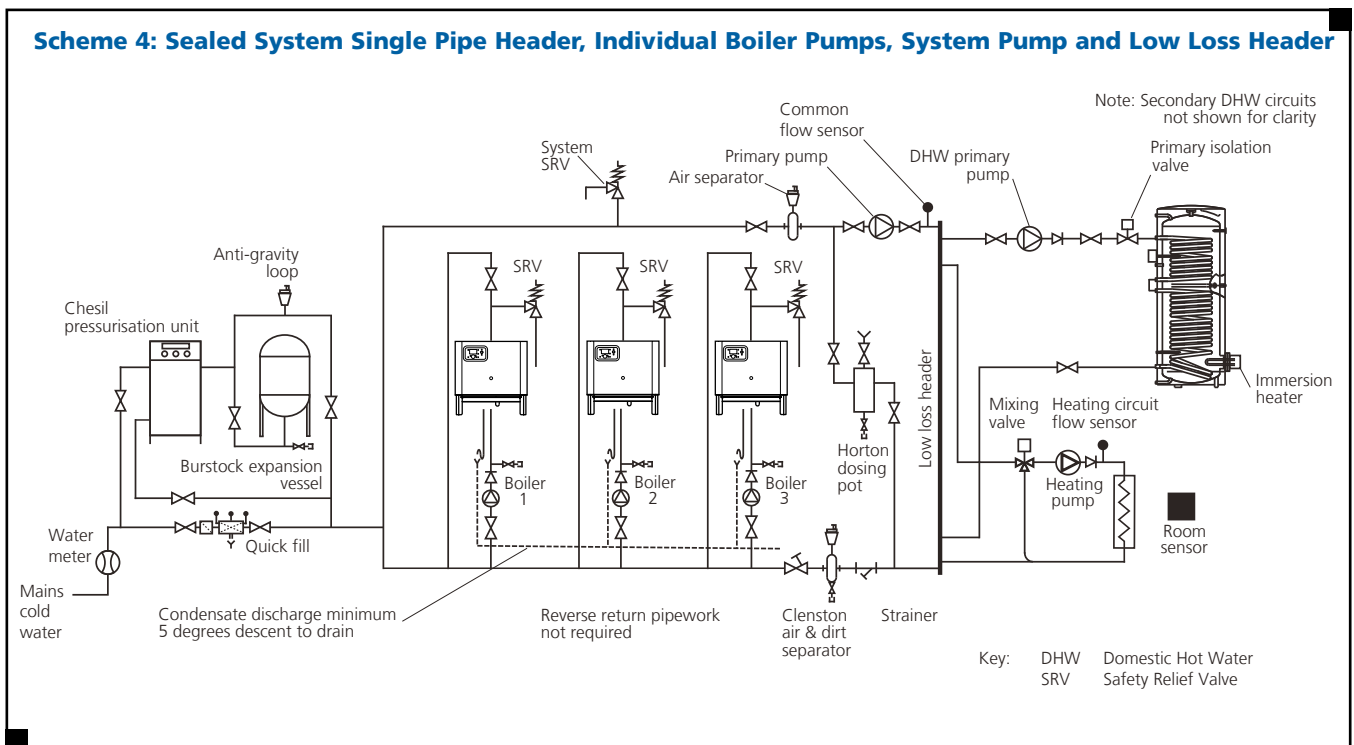 Scheme 4: Sealed System Single Pipe Header, Individual Boiler Pumps, System Pump and Low Loss Header
Note: Secondary DHW circuits
not shown for clarity
Common
flow sensor
System
SRV
Primary pump
Air separator
DHW primary
pump
Primary isolation
valve
Anti-gravity
loop
Chesil
pressurisation unit
SRV
SRV
SRV
Low loss header
Immersion
heater
Mixing
valve
Heating circuit
flow sensor
Horton
dosing
pot
Burstock expansion
vessel
Boiler
1
Boiler
2
Boiler
3
Heating
pump
Room
sensor
Quick fill
Water
meter
Mains
cold
water
Condensate discharge minimum
5 degrees descent to drain
Reverse return pipework
not required
Clenston
air & dirt
separator
Strainer
Key: DHW Domestic Hot Water
SRV Safety Relief Valve